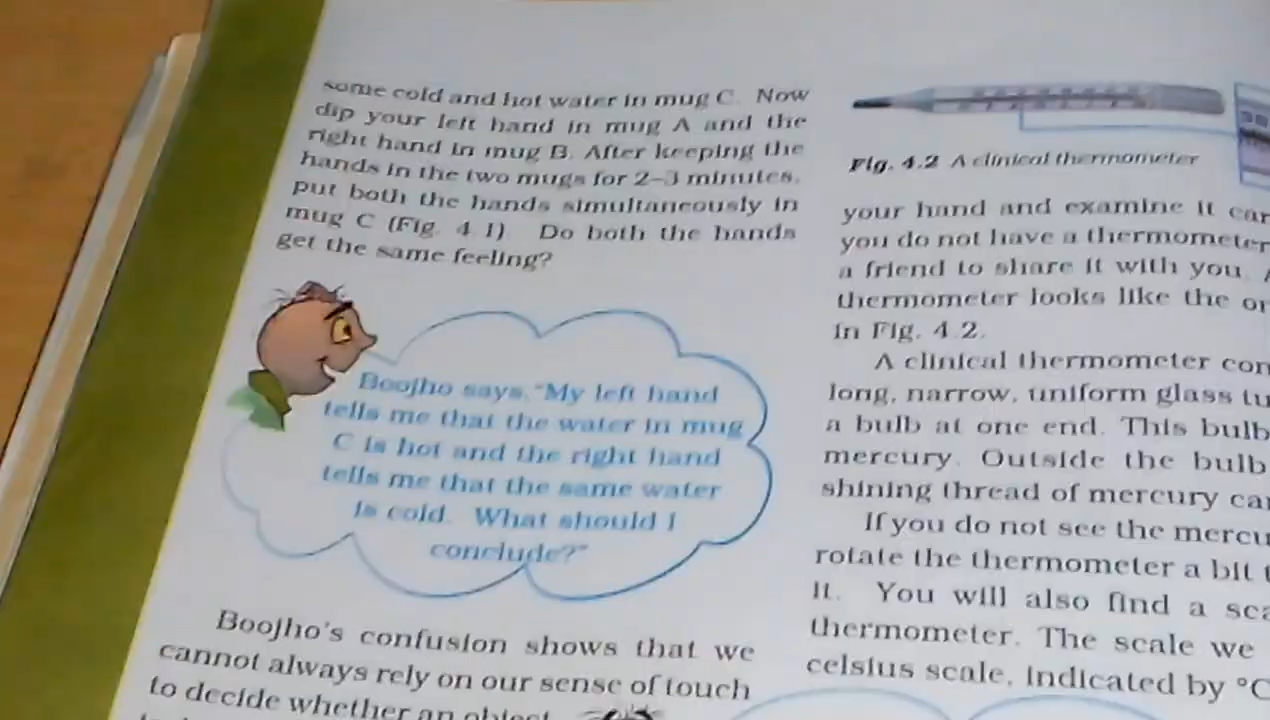 some cold and hot water in mug C. Now
dip your left hand in mug A and the
right hand in mug B. After keeping the
hands in the two mugs for 2–3 minutes,
put both the hands simultaneously in
mug C (Fig. 4.1) Do both the hands
get the same feeling?
Boojho says, "My left hand
tells me that the water in mug
C is hot and the right hand
tells me that the same water
is cold. What should I
conclude?"
Boojho's confusion shows that we
cannot always rely on our sense of touch
to decide whether an object
Fig. 4.2 A clinical thermometer
your hand and examine it car
you do not have a thermometer
a friend to share it with you.
thermometer looks like the
in Fig. 4.2.
A clinical thermometer con
long, narrow, uniform glass tu
a bulb at one end. This bulb
mercury. Outside the bulb
shining thread of mercury ca
If you do not see the mercu
rotate the thermometer a bit
it. You will also find a sca
thermometer. The scale we
celsius scale, indicated by °C